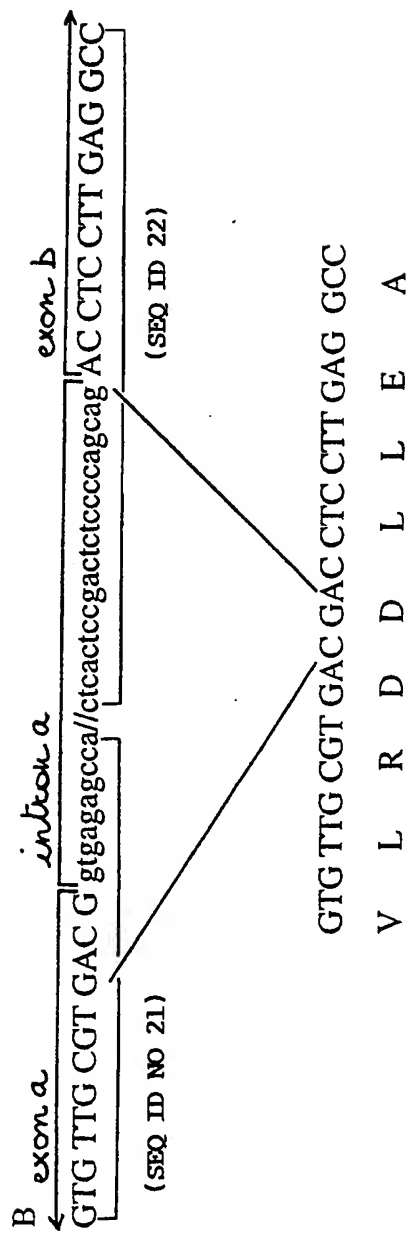 B
exon a intron a exon b
GTG TTG CGT GAC G gtgagagcca//ctcactccgactctccccagcag AC CTC CTT GAG GCC
(SEQ ID NO 21) (SEQ ID 22)
GTG TTG CGT GAC GAC CTC CTT GAG GCC
V L R D D L L E A